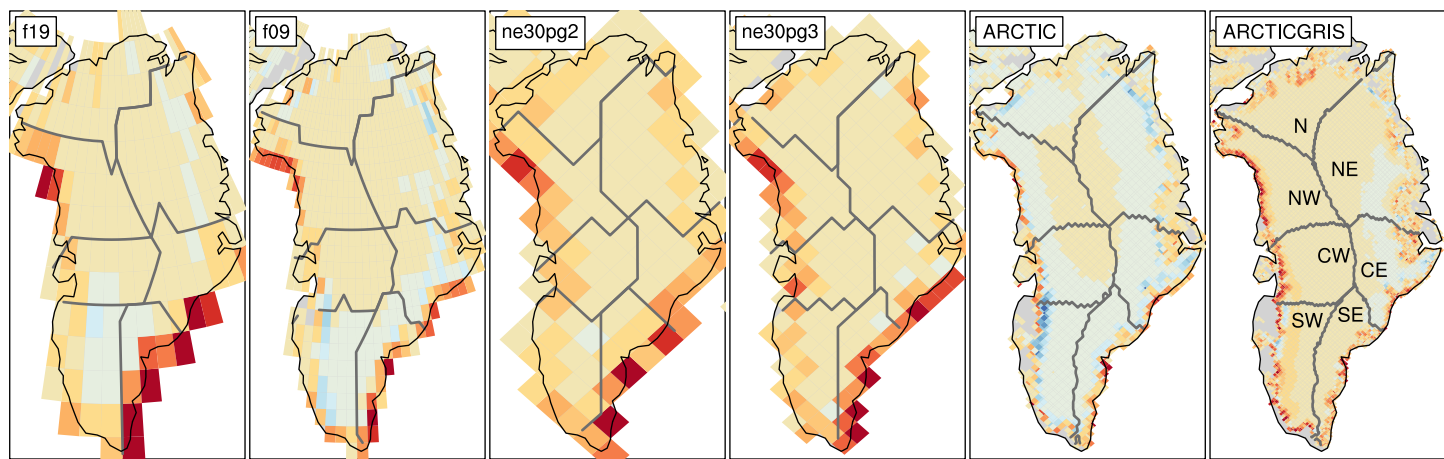 f19
f09
ne30pg2
ne30pg3
ARCTIC
ARCTICGRIS
N
NE
NW
CW
CE
SW
SE